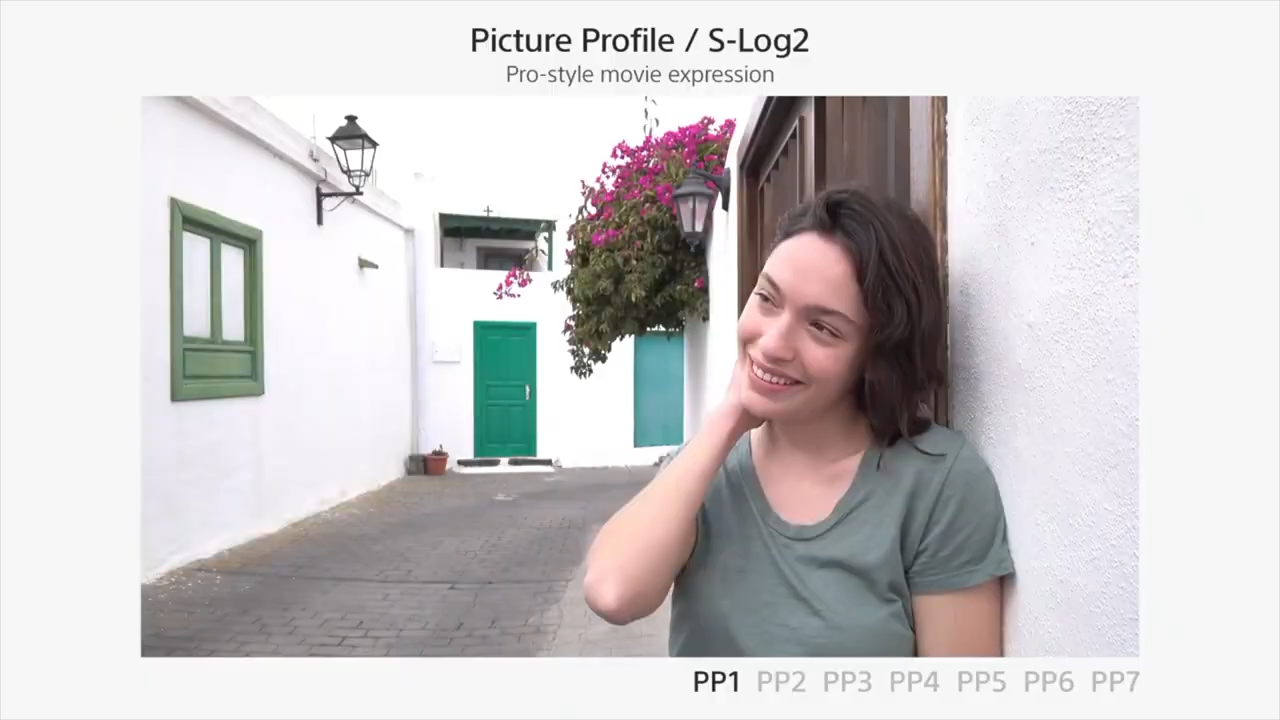 Picture Profile / S-Log2
Pro-style movie expression
PP1 PP2 PP3 PP4 PP5 PP6 PP7